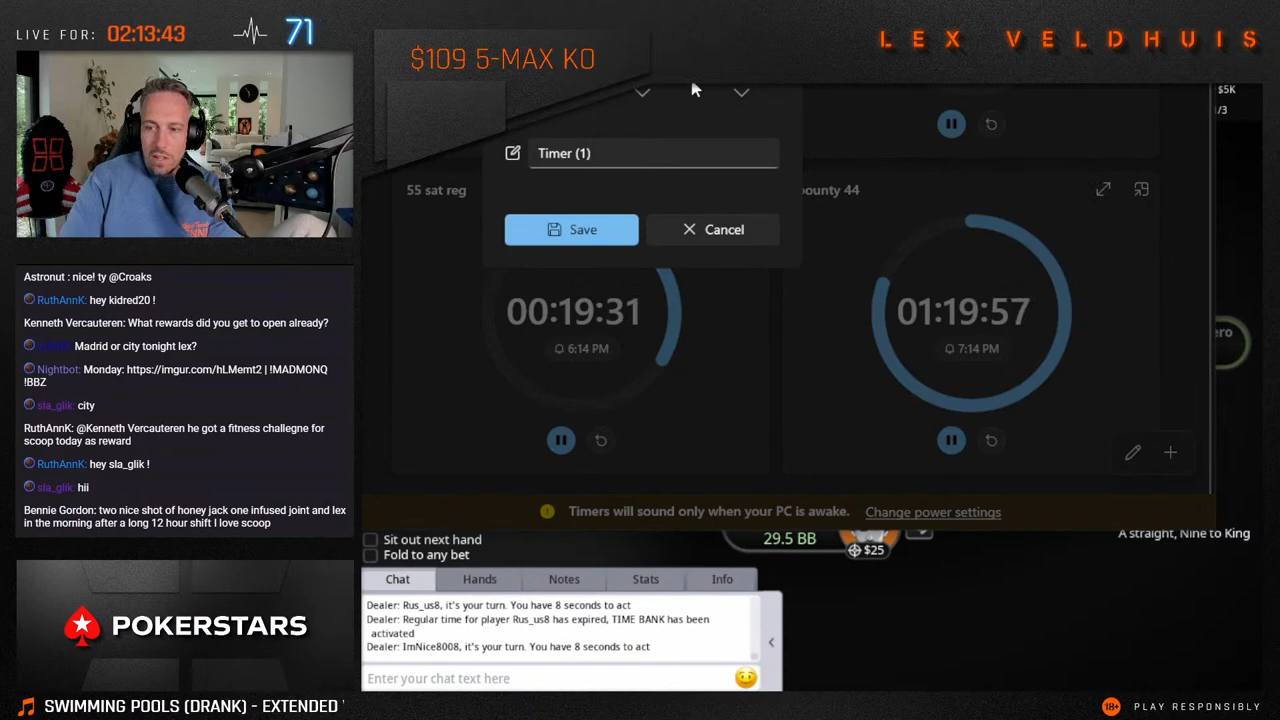 LIVE FOR: 02:13:43 71
$109 5-MAX KO
LEX VELDHUIS
$5K
1/3
Timer (1)
55 sat reg
bounty 44
Save
Cancel
00:19:31
6:14 PM
01:19:57
7:14 PM
ero
Astronut : nice! ty @Croaks
RuthAnnK: hey kidred20 !
Kenneth Vercauteren: What rewards did you get to open already?
Madrid or city tonight lex?
Nightbot: Monday: https://imgur.com/hLMemt2 | !MADMONQ
!BBZ
sla_glik: city
RuthAnnK: @Kenneth Vercauteren he got a fitness challegne for
scoop today as reward
RuthAnnK: hey sla_glik !
sla_glik: hii
Bennie Gordon: two nice shot of honey jack one infused joint and lex
in the morning after a long 12 hour shift I love scoop
Timers will sound only when your PC is awake. Change power settings
Sit out next hand
Fold to any bet
29.5 BB
$25
A straight, Nine to King
Chat Hands Notes Stats Info
Dealer: Rus_us8, it's your turn. You have 8 seconds to act
Dealer: Regular time for player Rus_us8 has expired, TIME BANK has been
activated
Dealer: ImNice8008, it's your turn. You have 8 seconds to act
Enter your chat text here
POKERSTARS
SWIMMING POOLS (DRANK) - EXTENDED
18+ PLAY RESPONSIBLY